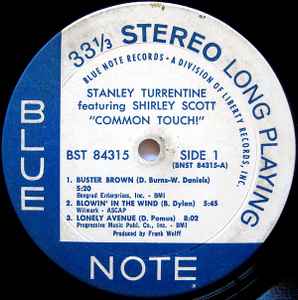 33⅓ STEREO LONG PLAYING
BLUE NOTE RECORDS • A DIVISION OF LIBERTY RECORDS, INC.
STANLEY TURRENTINE
featuring SHIRLEY SCOTT
"COMMON TOUCH!"
BST 84315 SIDE 1
(BNST 84315-A)
1. BUSTER BROWN (D. Burns-W. Daniels)
5:20
Bengrad Enterprises, Inc. - BMI
2. BLOWIN' IN THE WIND (B. Dylan) 5:45
Witmark - ASCAP
3. LONELY AVENUE (D. Pomus) 8:02
Progressive Music Publ. Co., Inc. - BMI
Produced by Frank Wolff
BLUE
NOTE